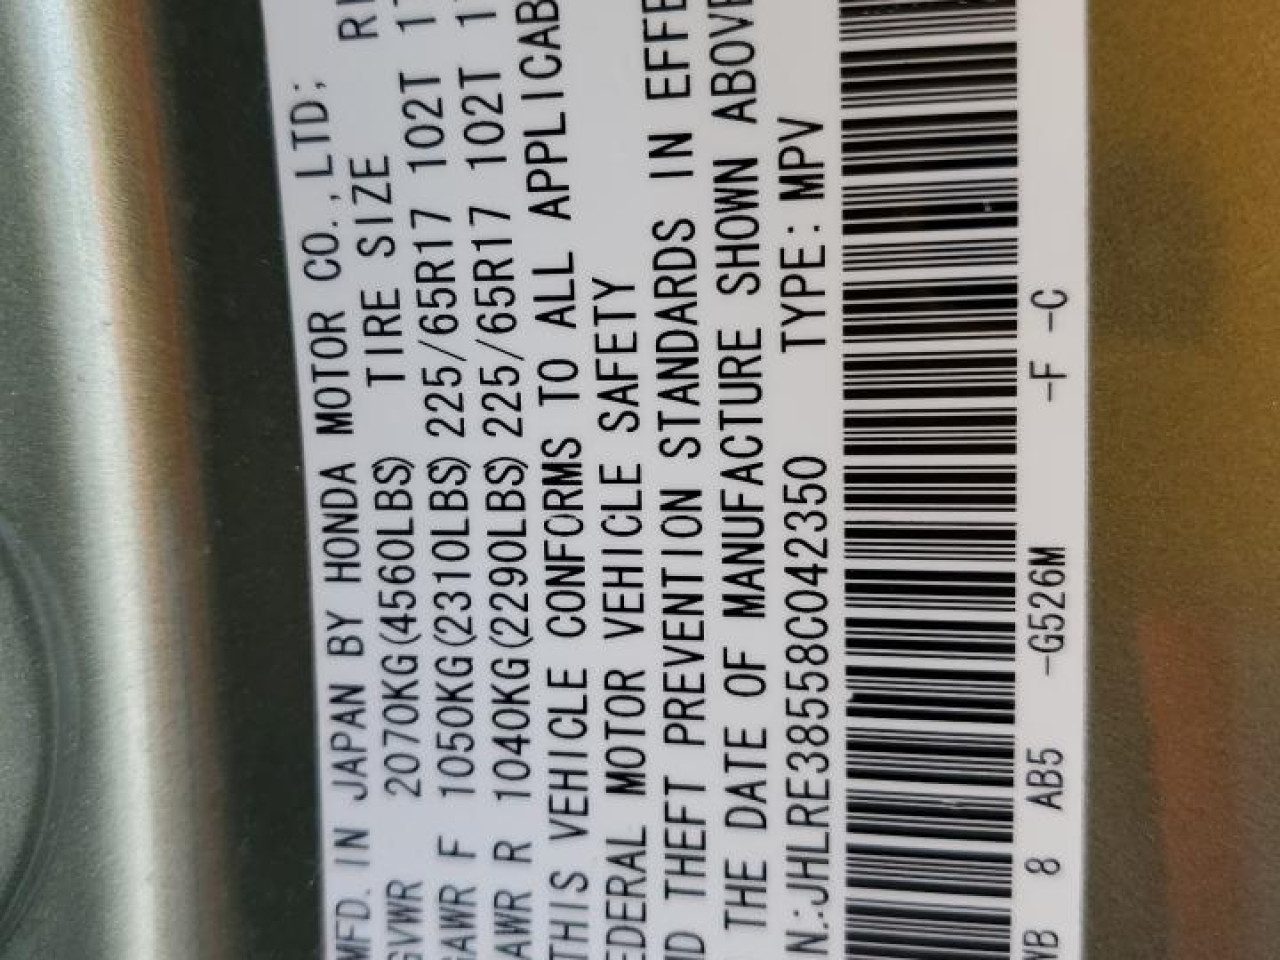 MFD. IN JAPAN BY HONDA MOTOR CO.,LTD;
TIRE SIZE
GVWR 2070KG(4560LBS)
GAWR F 1050KG(2310LBS) 225/65R17 102T
GAWR R 1040KG(2290LBS) 225/65R17 102T
THIS VEHICLE CONFORMS TO ALL APPLICAB
FEDERAL MOTOR VEHICLE SAFETY
ND THEFT PREVENTION STANDARDS IN EFFE
THE DATE OF MANUFACTURE SHOWN ABOVE
N.:JHLRE38558C042350 TYPE:MPV
8 AB5 -G526M -F -C